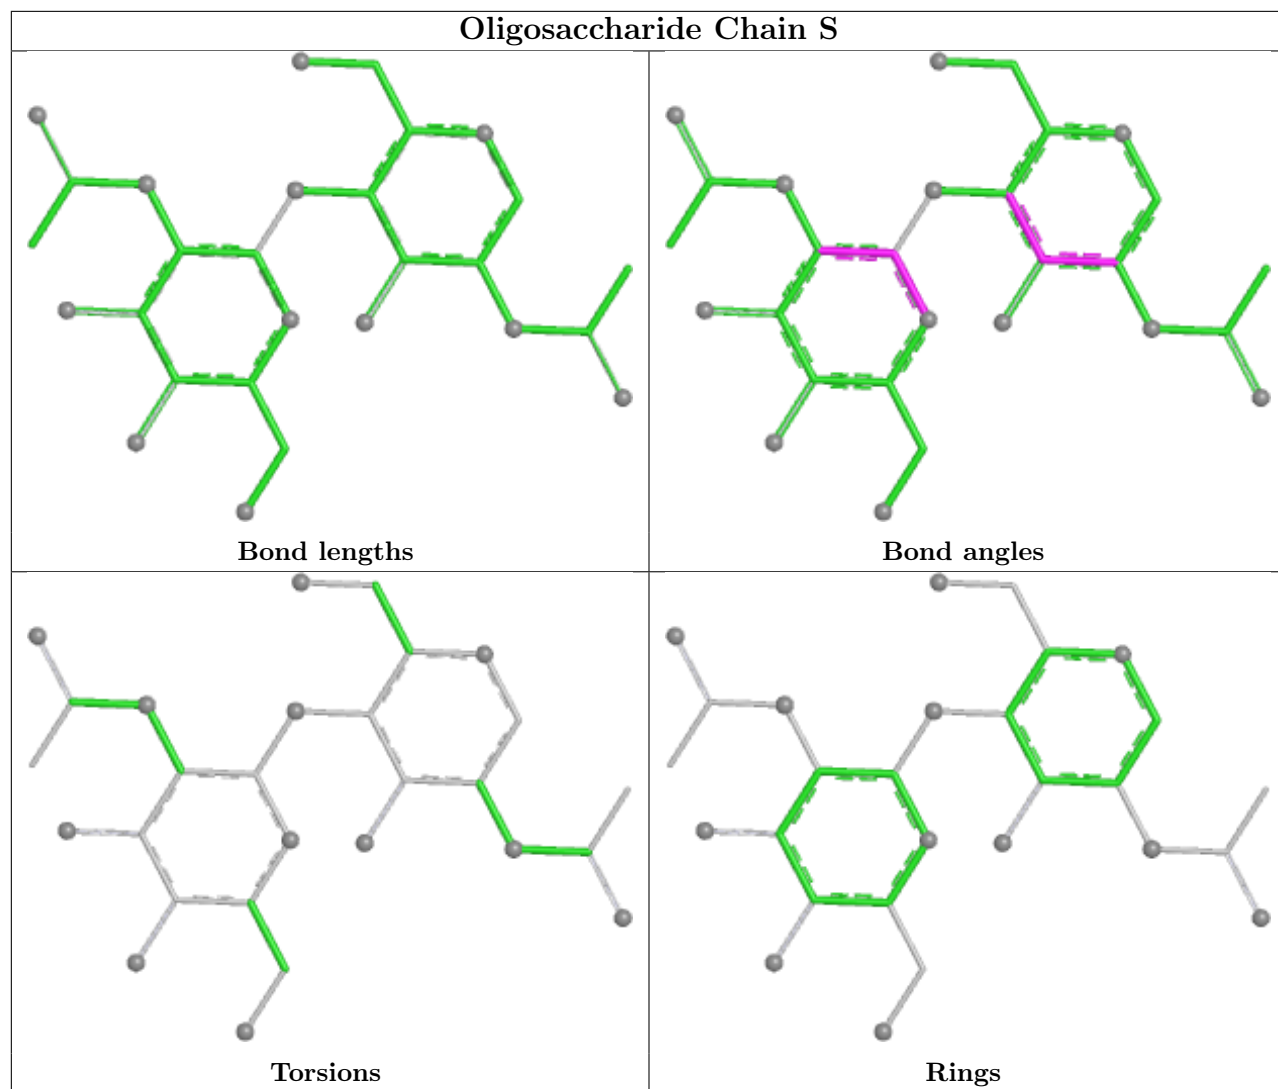 Oligosaccharide Chain S
Bond lengths
Bond angles
Torsions
Rings